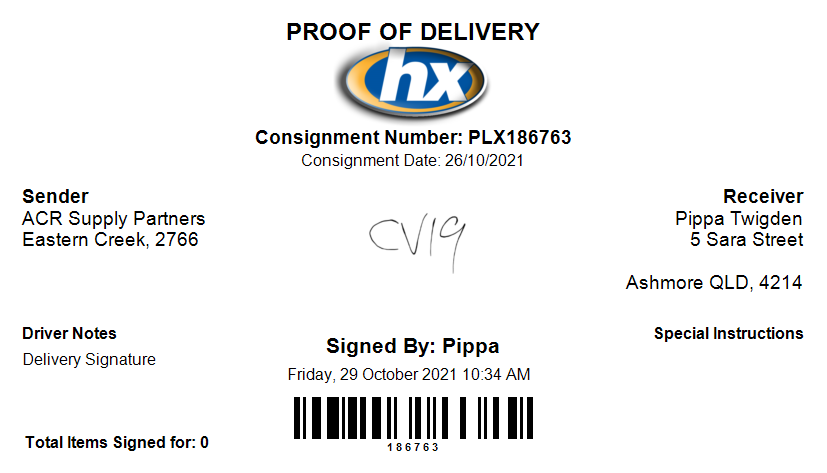 PROOF OF DELIVERY
hx
Consignment Number: PLX186763
Consignment Date: 26/10/2021
Sender
ACR Supply Partners
Eastern Creek, 2766
CV19
Receiver
Pippa Twigden
5 Sara Street
Ashmore QLD, 4214
Driver Notes
Delivery Signature
Signed By: Pippa
Friday, 29 October 2021 10:34 AM
Special Instructions
186763
Total Items Signed for: 0